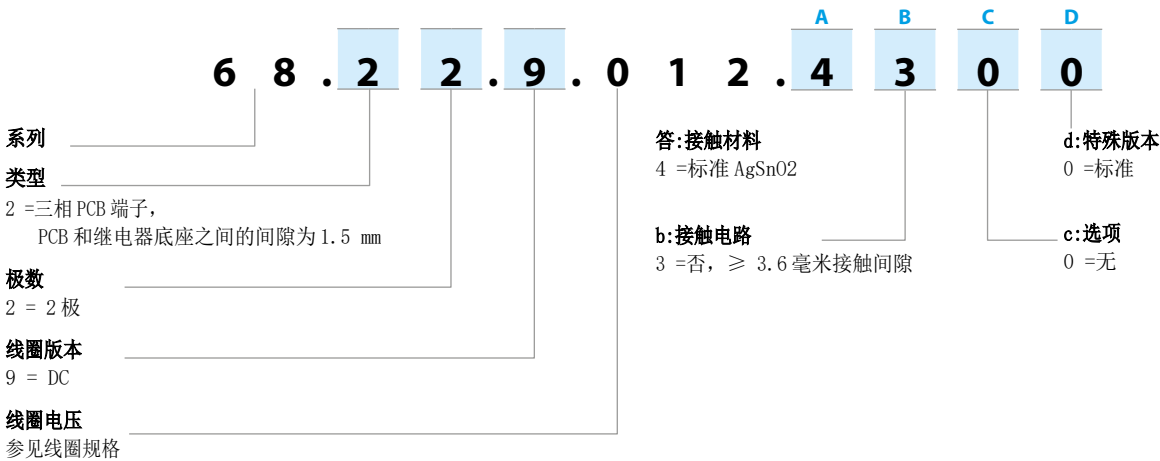 A B C D
6 8 . 2 2 . 9 . 0 1 2 . 4 3 0 0
系列
类型
2 =三相 PCB 端子，
PCB 和继电器底座之间的间隙为 1.5 mm
极数
2 = 2 极
线圈版本
9 = DC
线圈电压
参见线圈规格
答:接触材料
4 =标准 AgSnO2
b:接触电路
3 =否，≥ 3.6 毫米接触间隙
d:特殊版本
0 =标准
c:选项
0 =无